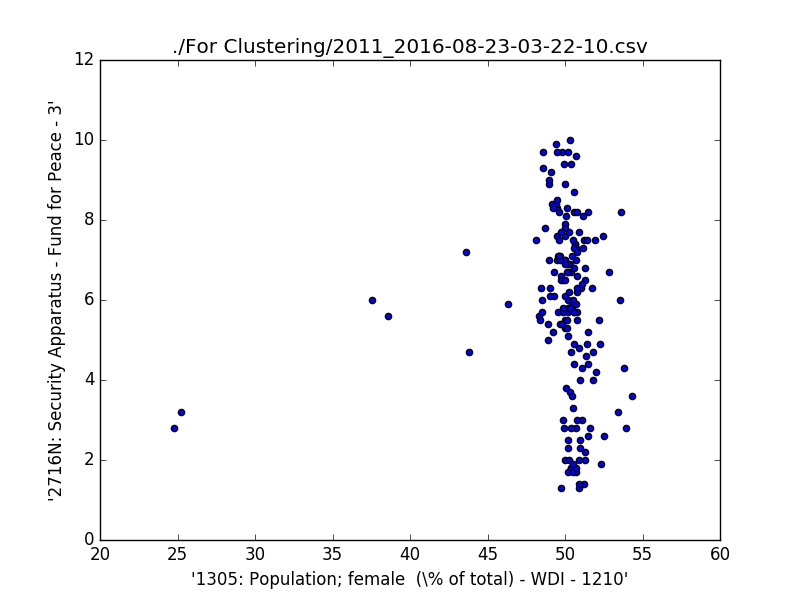 ./For Clustering/2011_2016-08-23-03-22-10.csv
12
10
8
6
4
2
0
'2716N: Security Apparatus - Fund for Peace - 3'
20 25 30 35 40 45 50 55 60
'1305: Population; female  (\% of total) - WDI - 1210'